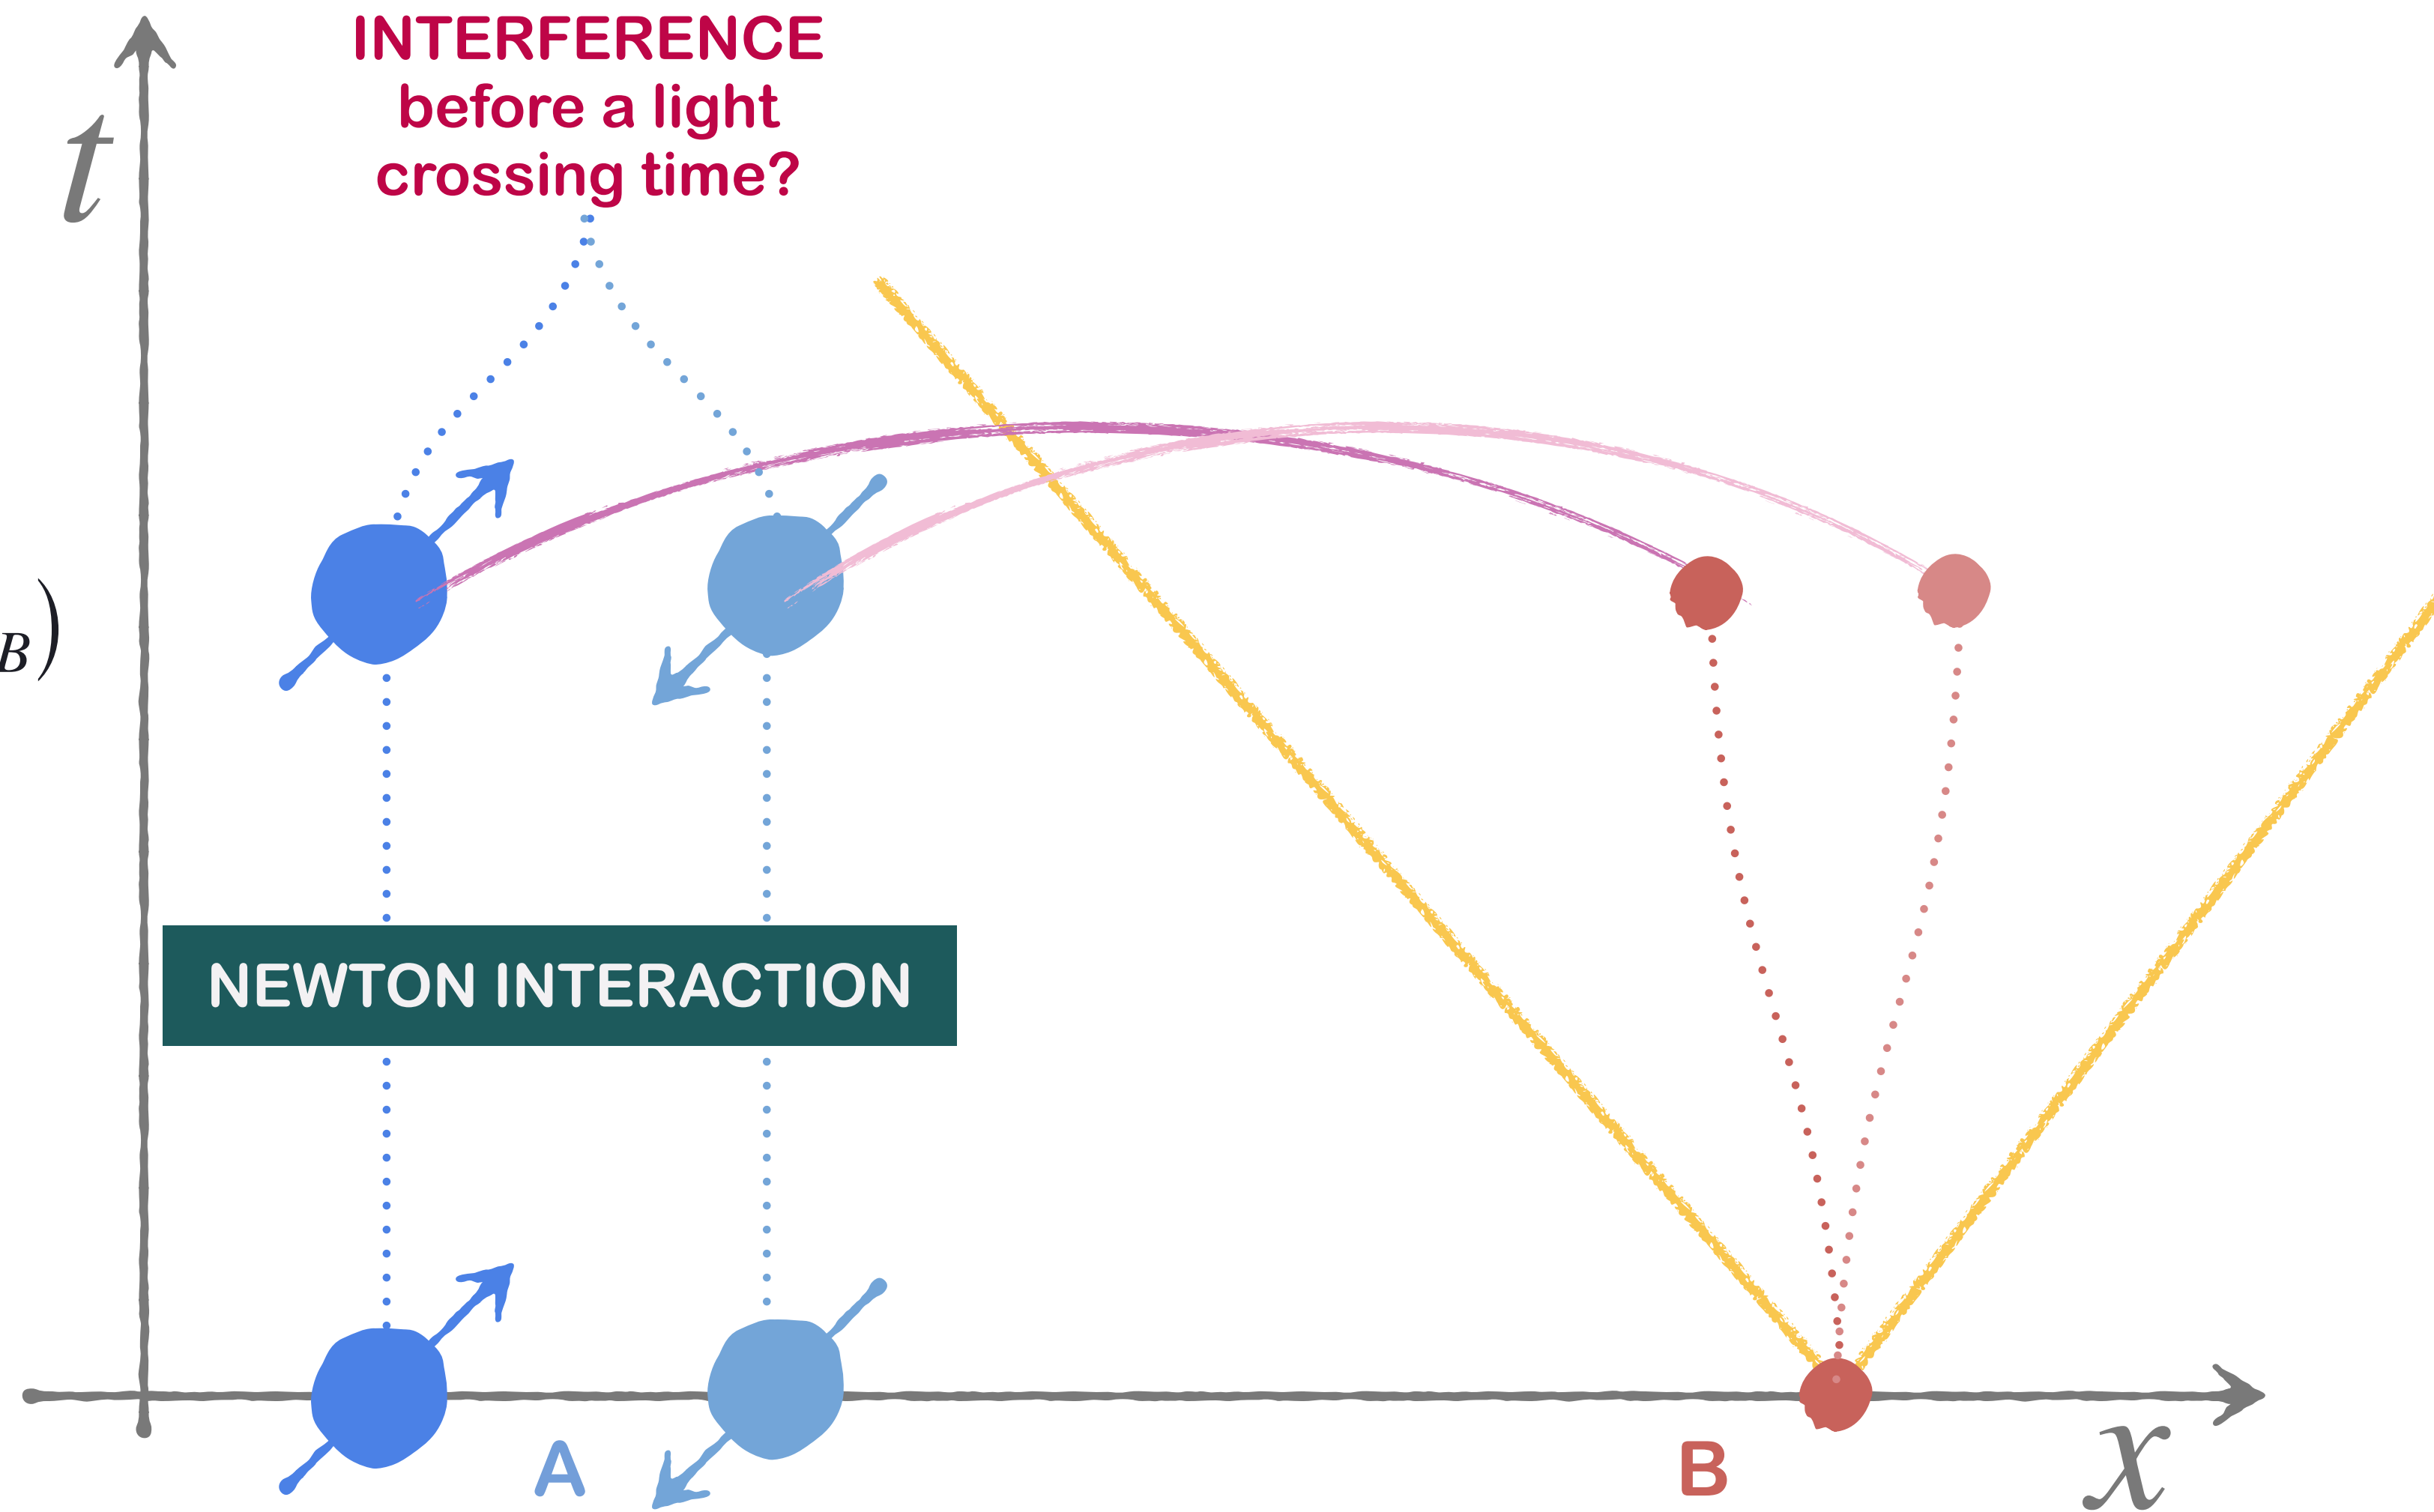 INTERFERENCE
before a light
crossing time?
t
B)
NEWTON INTERACTION
A
B
x